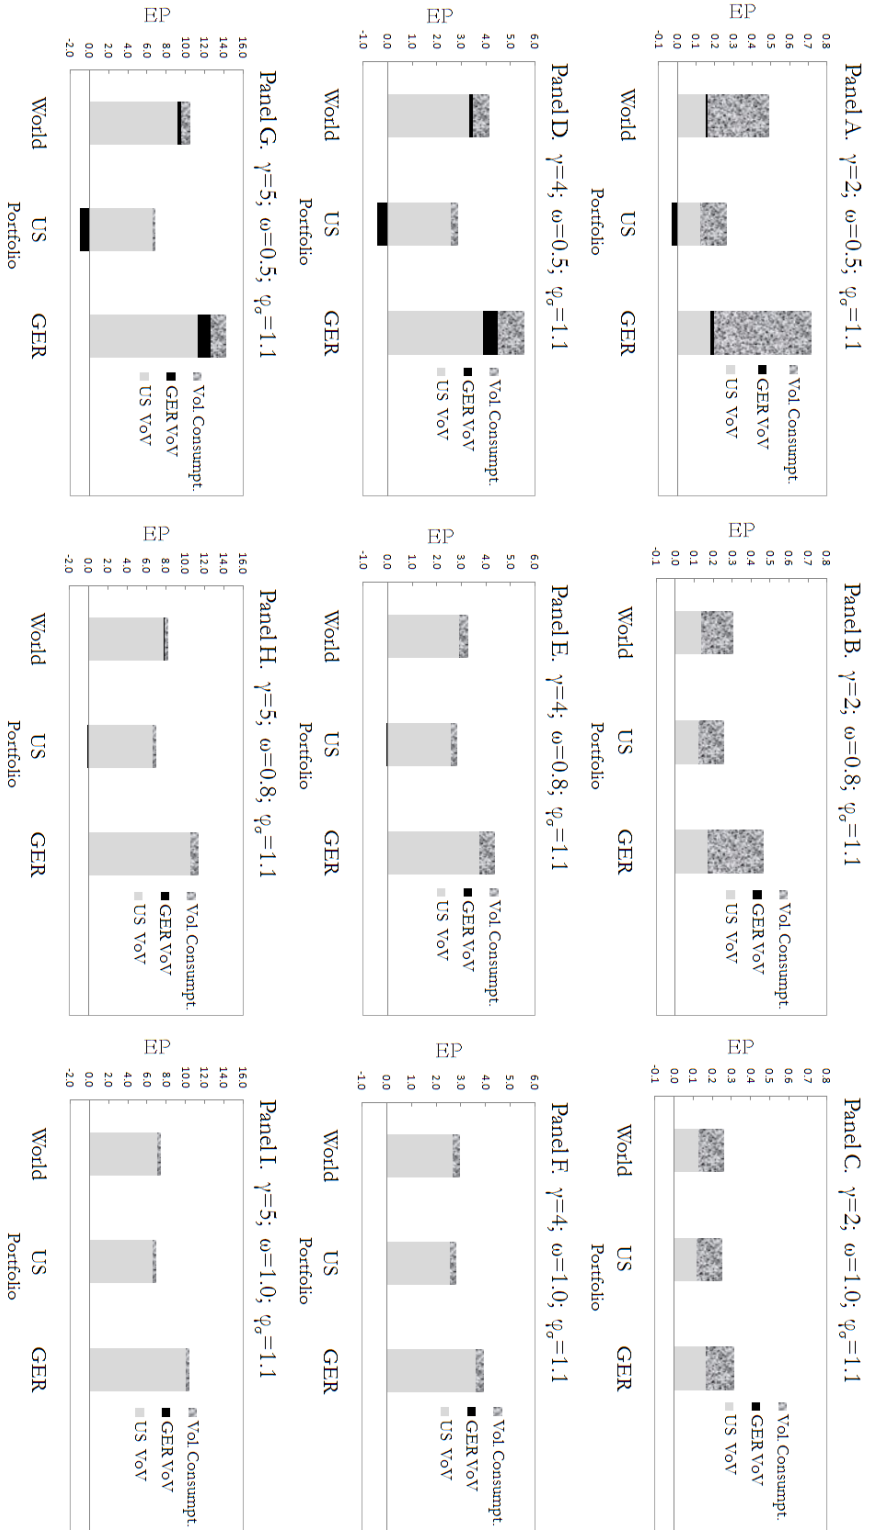 Panel A. γ=2; ω=0.5; φσ=1.1
0.8
0.7
0.6
0.5
0.4
0.3
0.2
0.1
0.0
-0.1
EP
Vol. Consumpt.
GER VoV
US VoV
World US GER
Portfolio
Panel B. γ=2; ω=0.8; φσ=1.1
0.8
0.7
0.6
0.5
0.4
0.3
0.2
0.1
0.0
-0.1
EP
Vol. Consumpt.
GER VoV
US VoV
World US GER
Portfolio
Panel C. γ=2; ω=1.0; φσ=1.1
0.8
0.7
0.6
0.5
0.4
0.3
0.2
0.1
0.0
-0.1
EP
Vol. Consumpt.
GER VoV
US VoV
World US GER
Portfolio
Panel D. γ=4; ω=0.5; φσ=1.1
6.0
5.0
4.0
3.0
2.0
1.0
0.0
-1.0
EP
Vol. Consumpt.
GER VoV
US VoV
World US GER
Portfolio
Panel E. γ=4; ω=0.8; φσ=1.1
6.0
5.0
4.0
3.0
2.0
1.0
0.0
-1.0
EP
Vol. Consumpt.
GER VoV
US VoV
World US GER
Portfolio
Panel F. γ=4; ω=1.0; φσ=1.1
6.0
5.0
4.0
3.0
2.0
1.0
0.0
-1.0
EP
Vol. Consumpt.
GER VoV
US VoV
World US GER
Portfolio
Panel G. γ=5; ω=0.5; φσ=1.1
16.0
14.0
12.0
10.0
8.0
6.0
4.0
2.0
0.0
-2.0
EP
Vol. Consumpt.
GER VoV
US VoV
World US GER
Portfolio
Panel H. γ=5; ω=0.8; φσ=1.1
16.0
14.0
12.0
10.0
8.0
6.0
4.0
2.0
0.0
-2.0
EP
Vol. Consumpt.
GER VoV
US VoV
World US GER
Portfolio
Panel I. γ=5; ω=1.0; φσ=1.1
16.0
14.0
12.0
10.0
8.0
6.0
4.0
2.0
0.0
-2.0
EP
Vol. Consumpt.
GER VoV
US VoV
World US GER
Portfolio